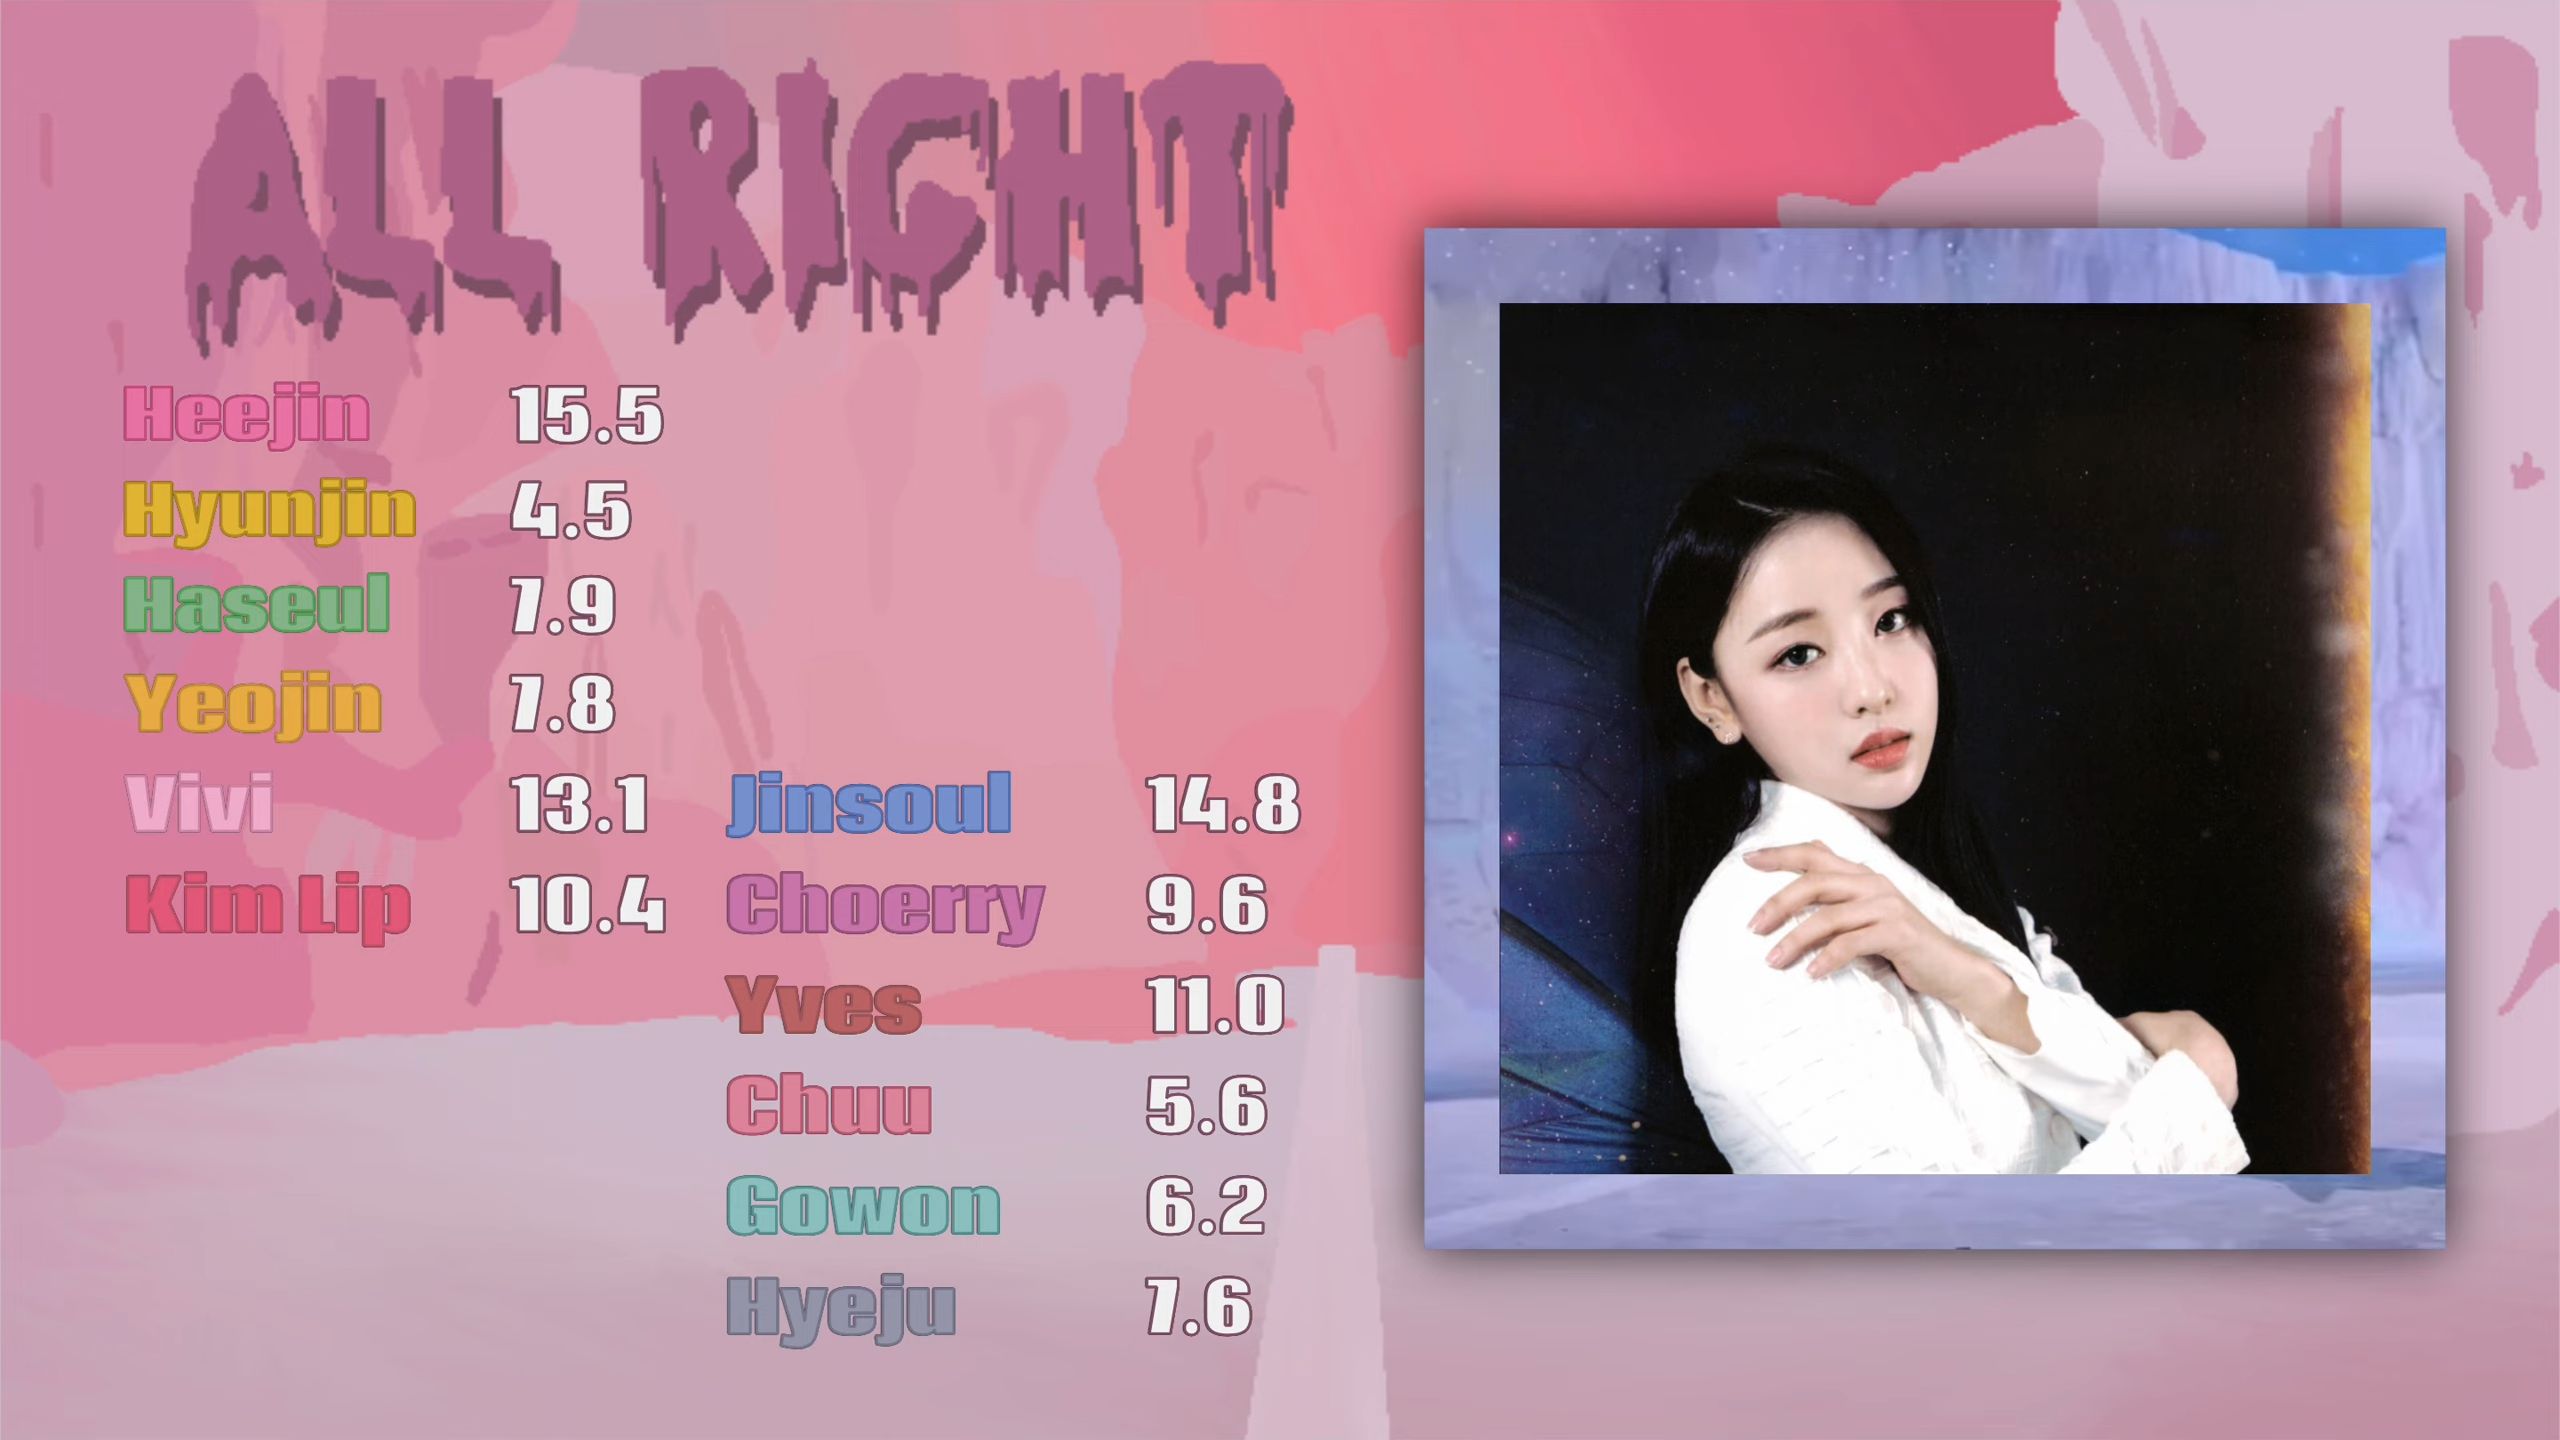 ALL RIGHT
Heejin 15.5
Hyunjin 4.5
Haseul 7.9
Yeojin 7.8
Vivi 13.1 Jinsoul 14.8
Kim Lip 10.4 Choerry 9.6
Yves 11.0
Chuu 5.6
Gowon 6.2
Hyeju 7.6